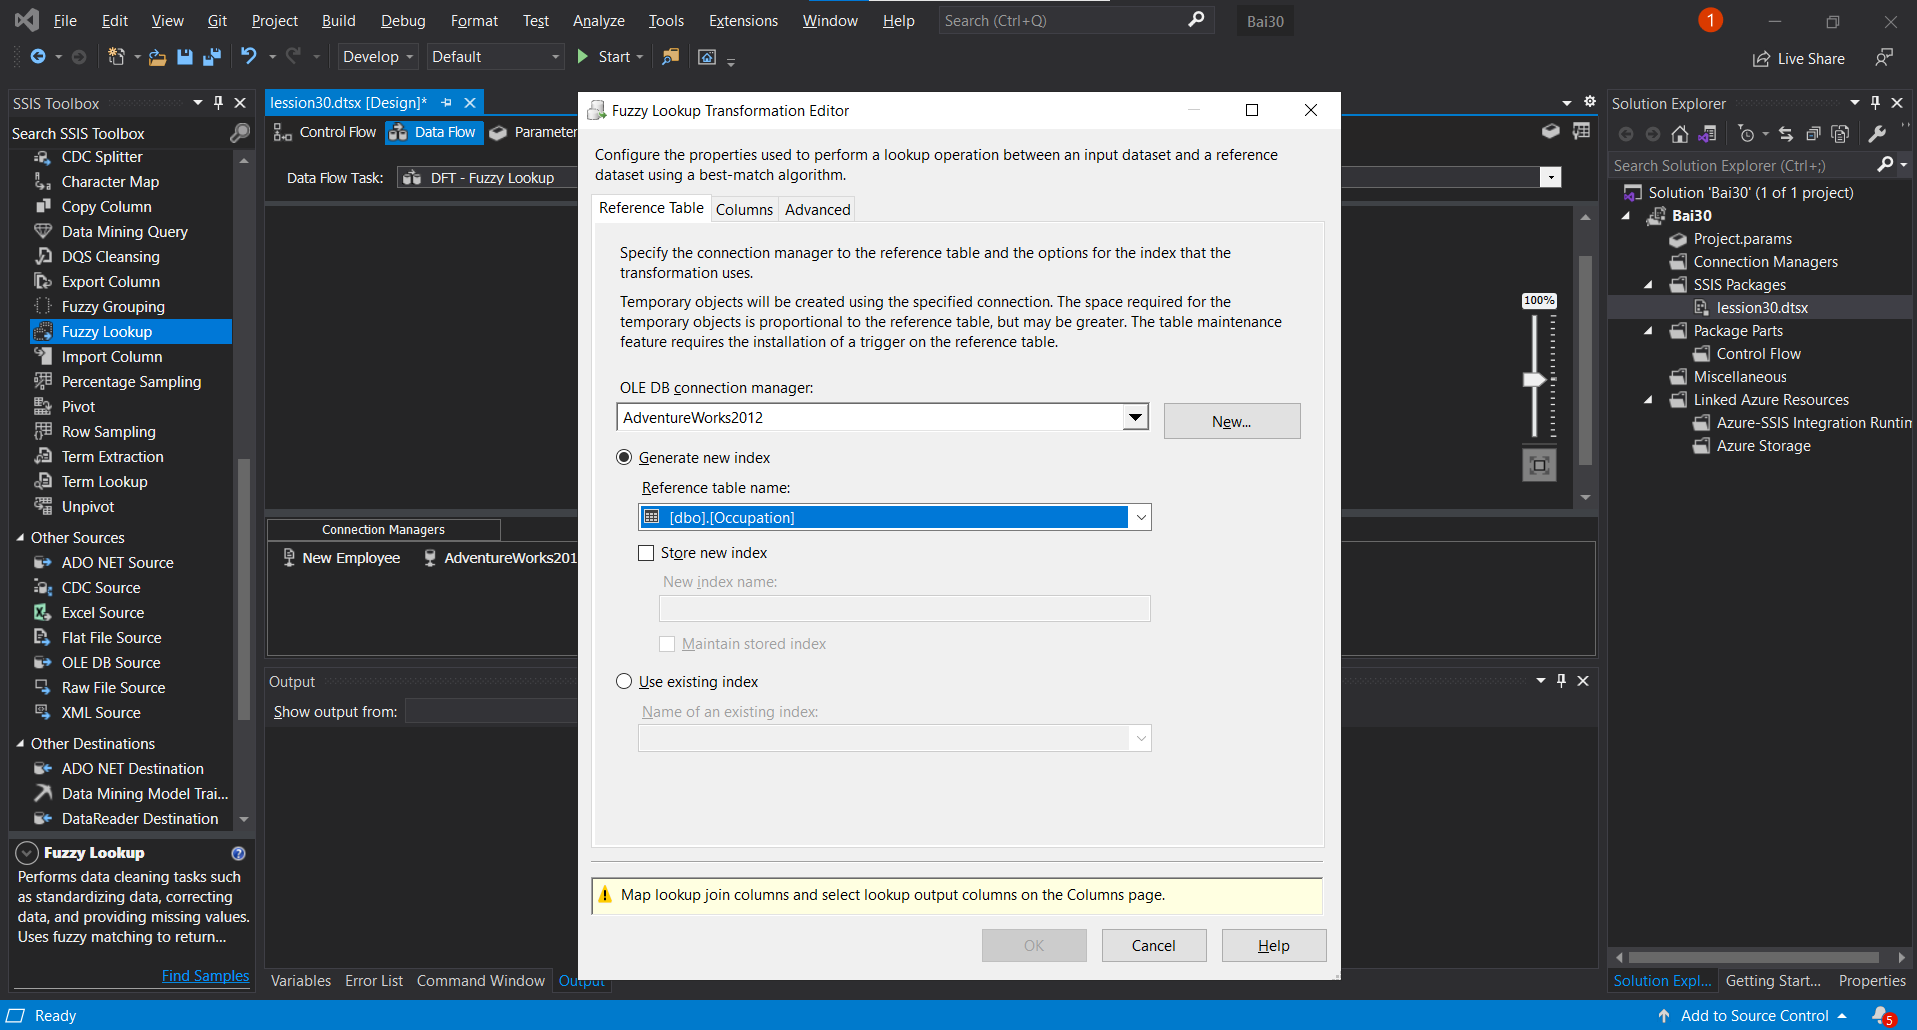 File Edit View Git Project Build Debug Format Test Analyze Tools Extensions Window Help Search (Ctrl+Q) Bai30 1
Develop Default Start Live Share
SSIS Toolbox
Search SSIS Toolbox
CDC Splitter
Character Map
Copy Column
Data Mining Query
DQS Cleansing
Export Column
Fuzzy Grouping
Fuzzy Lookup
Import Column
Percentage Sampling
Pivot
Row Sampling
Term Extraction
Term Lookup
Unpivot
Other Sources
ADO NET Source
CDC Source
Excel Source
Flat File Source
OLE DB Source
Raw File Source
XML Source
Other Destinations
ADO NET Destination
Data Mining Model Trai...
DataReader Destination
Fuzzy Lookup
Performs data cleaning tasks such
as standardizing data, correcting
data, and providing missing values.
Uses fuzzy matching to return...
Find Samples
lession30.dtsx [Design]*
Control Flow Data Flow Parameter
Data Flow Task: DFT - Fuzzy Lookup
100%
Connection Managers
New Employee AdventureWorks201
Output
Show output from:
Variables Error List Command Window Output
Fuzzy Lookup Transformation Editor
Configure the properties used to perform a lookup operation between an input dataset and a reference
dataset using a best-match algorithm.
Reference Table Columns Advanced
Specify the connection manager to the reference table and the options for the index that the
transformation uses.
Temporary objects will be created using the specified connection. The space required for the
temporary objects is proportional to the reference table, but may be greater. The table maintenance
feature requires the installation of a trigger on the reference table.
OLE DB connection manager:
AdventureWorks2012 New...
Generate new index
Reference table name:
[dbo].[Occupation]
Store new index
New index name:
Maintain stored index
Use existing index
Name of an existing index:
Map lookup join columns and select lookup output columns on the Columns page.
OK Cancel Help
Solution Explorer
Search Solution Explorer (Ctrl+;)
Solution 'Bai30' (1 of 1 project)
Bai30
Project.params
Connection Managers
SSIS Packages
lession30.dtsx
Package Parts
Control Flow
Miscellaneous
Linked Azure Resources
Azure-SSIS Integration Runtim
Azure Storage
Solution Expl... Getting Start... Properties
Ready Add to Source Control 5